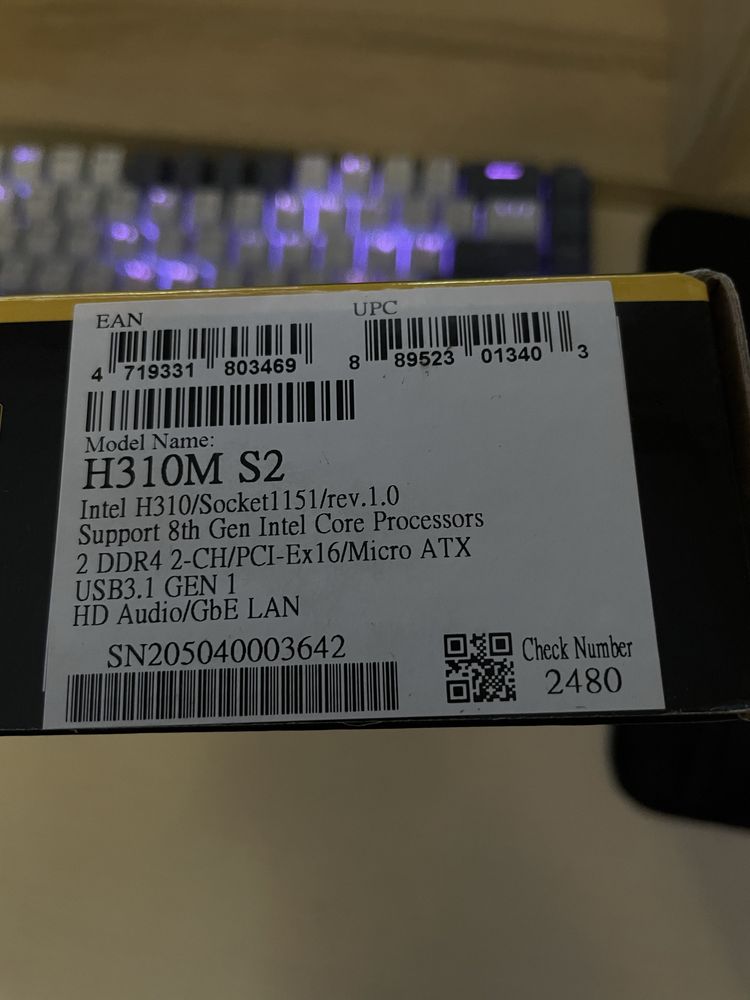 EAN
UPC
4 719331 803469
8 89523 01340 3
Model Name:
H310M S2
Intel H310/Socket1151/rev.1.0
Support 8th Gen Intel Core Processors
2 DDR4 2-CH/PCI-Ex16/Micro ATX
USB3.1 GEN 1
HD Audio/GbE LAN
SN205040003642
Check Number
2480